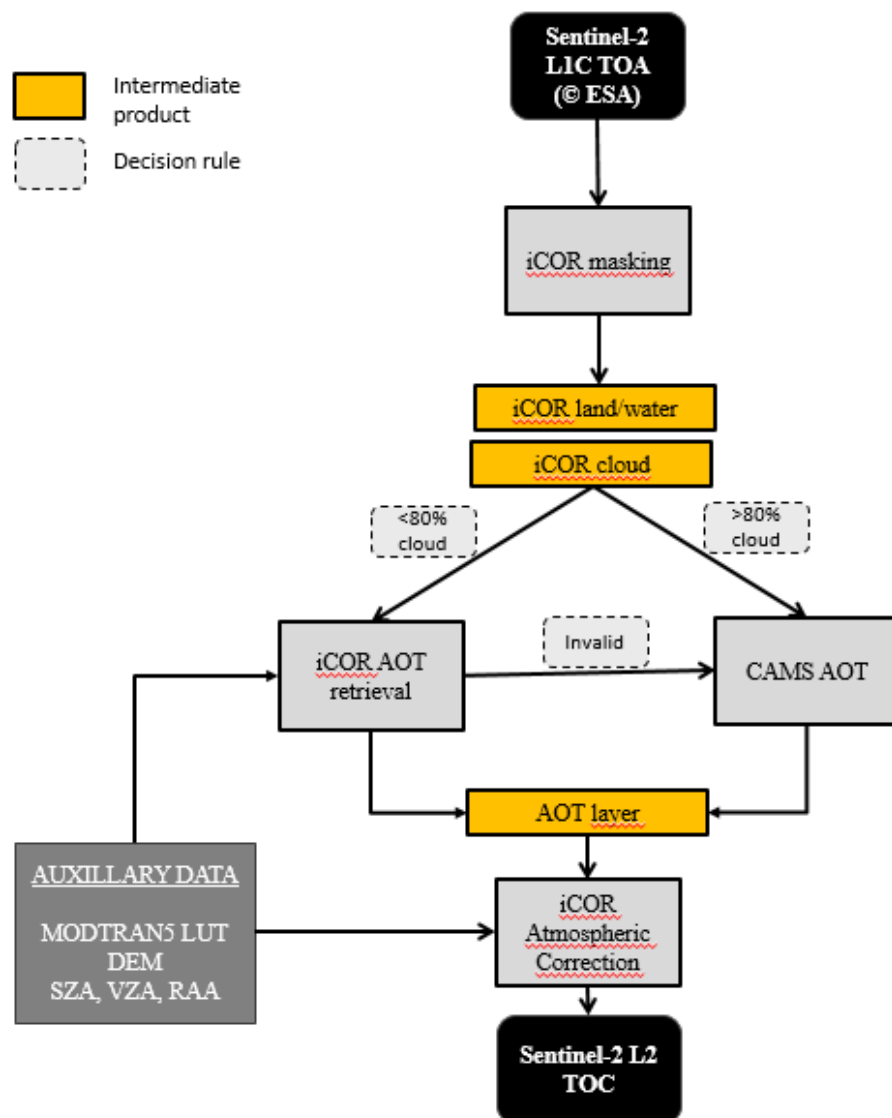 Sentinel-2
L1C TOA
(© ESA)
Intermediate
product
Decision rule
iCOR masking
iCOR land/water
iCOR cloud
<80%
cloud
>80%
cloud
iCOR AOT
retrieval
Invalid
CAMS AOT
AOT layer
AUXILLARY DATA
MODTRAN5 LUT
DEM
SZA, VZA, RAA
iCOR
Atmospheric
Correction
Sentinel-2 L2
TOC